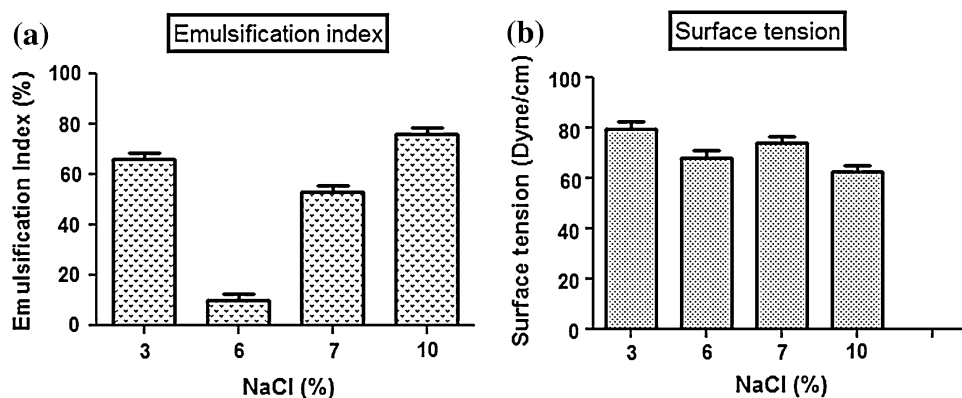 (a)
Emulsification index
Emulsification Index (%)
100
80
60
40
20
0
3 6 7 10
NaCl (%)
(b)
Surface tension
Surface tension (Dyne/cm)
100
80
60
40
20
0
3 6 7 10
NaCl (%)